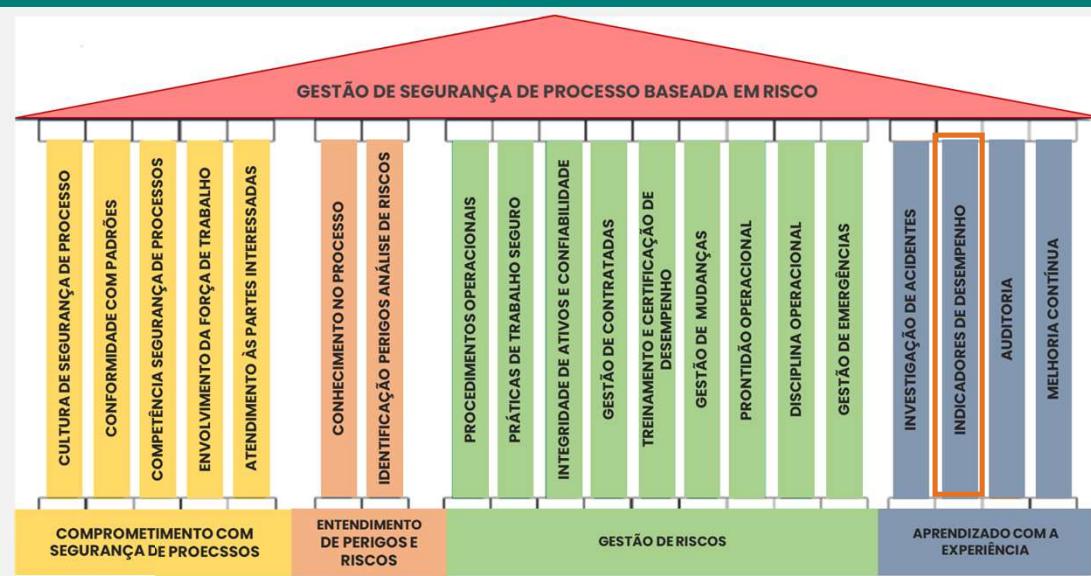 GESTÃO DE SEGURANÇA DE PROCESSO BASEADA EM RISCO
CULTURA DE SEGURANÇA DE PROCESSO
CONFORMIDADE COM PADRÕES
COMPETÊNCIA SEGURANÇA DE PROCESSOS
ENVOLVIMENTO DA FORÇA DE TRABALHO
ATENDIMENTO ÀS PARTES INTERESSADAS
CONHECIMENTO NO PROCESSO
IDENTIFICAÇÃO PERIGOS ANÁLISE DE RISCOS
PROCEDIMENTOS OPERACIONAIS
PRÁTICAS DE TRABALHO SEGURO
INTEGRIDADE DE ATIVOS E CONFIABILIDADE
GESTÃO DE CONTRATADAS
TREINAMENTO E CERTIFICAÇÃO DE
DESEMPENHO
GESTÃO DE MUDANÇAS
PRONTIDÃO OPERACIONAL
DISCIPLINA OPERACIONAL
GESTÃO DE EMERGÊNCIAS
INVESTIGAÇÃO DE ACIDENTES
INDICADORES DE DESEMPENHO
AUDITORIA
MELHORIA CONTÍNUA
COMPROMETIMENTO COM
SEGURANÇA DE PROECSSOS
ENTENDIMENTO
DE PERIGOS E
RISCOS
GESTÃO DE RISCOS
APRENDIZADO COM A
EXPERIÊNCIA